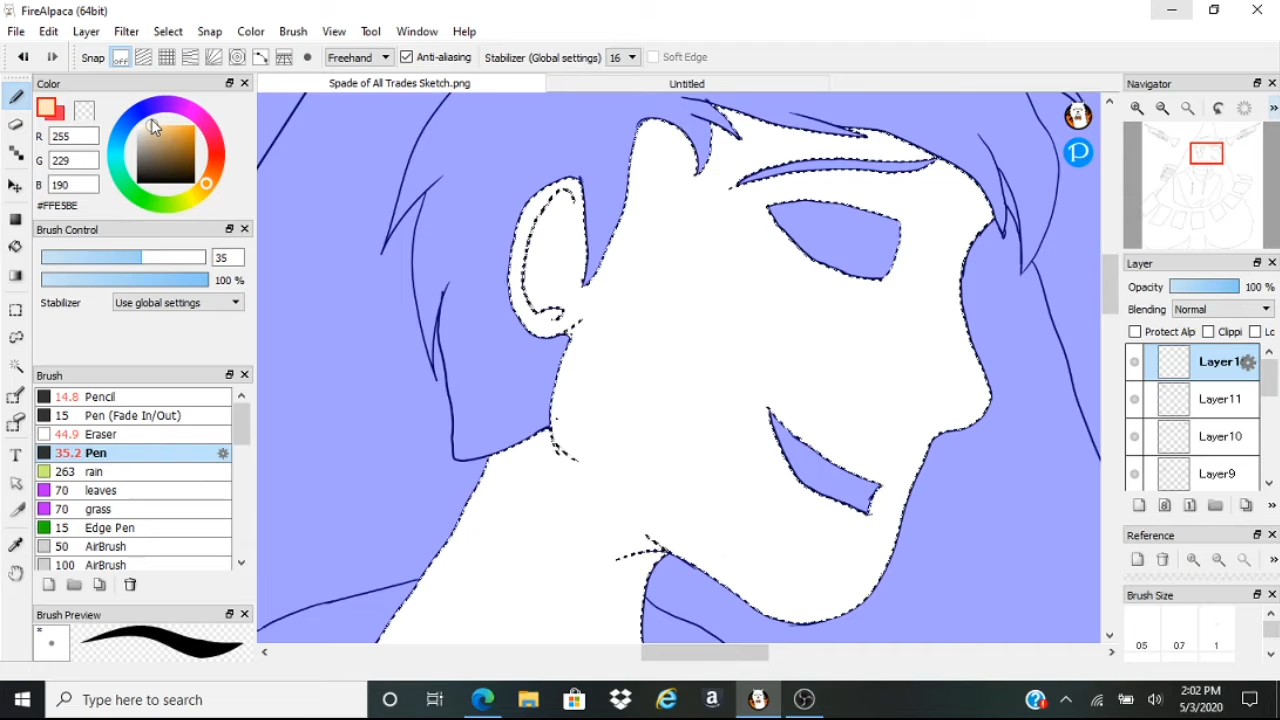 FireAlpaca (64bit)
File Edit Layer Filter Select Snap Color Brush View Tool Window Help
Snap OFF Freehand Anti-aliasing Stabilizer (Global settings) 16 Soft Edge
Color
R 255
G 229
B 190
#FFE5BE
Brush Control
35
100 %
Stabilizer Use global settings
Brush
14.8 Pencil
15 Pen (Fade In/Out)
44.9 Eraser
35.2 Pen
263 rain
70 leaves
70 grass
15 Edge Pen
50 AirBrush
100 AirBrush
Brush Preview
Spade of All Trades Sketch.png
Untitled
P
Navigator
Layer
Opacity 100 %
Blending Normal
Protect Alp Clippi Lc
Layer1
Layer11
Layer10
Layer9
8 1
Reference
Brush Size
05 07 1
Type here to search
2:02 PM
5/3/2020